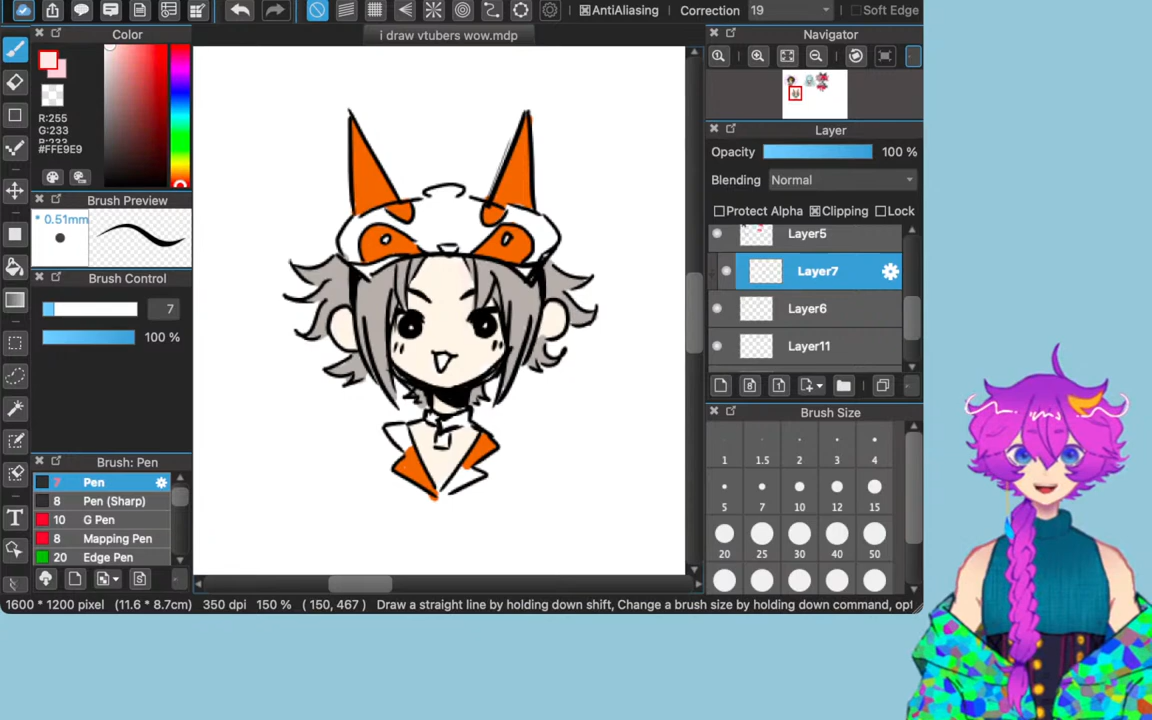 AntiAliasing Correction 19 Soft Edge
i draw vtubers wow.mdp
Color
R:255
G:233
B:233
#FFE9E9
Brush Preview
* 0.51mm
Brush Control
7
100 %
Brush: Pen
7 Pen
8 Pen (Sharp)
10 G Pen
8 Mapping Pen
20 Edge Pen
Navigator
Layer
Opacity 100 %
Blending Normal
Protect Alpha Clipping Lock
Layer5
Layer7
Layer6
Layer11
Brush Size
1 1.5 2 3 4
5 7 10 12 15
20 25 30 40 50
1600 * 1200 pixel (11.6 * 8.7cm) 350 dpi 150 % ( 150, 467 ) Draw a straight line by holding down shift, Change a brush size by holding down command, op!